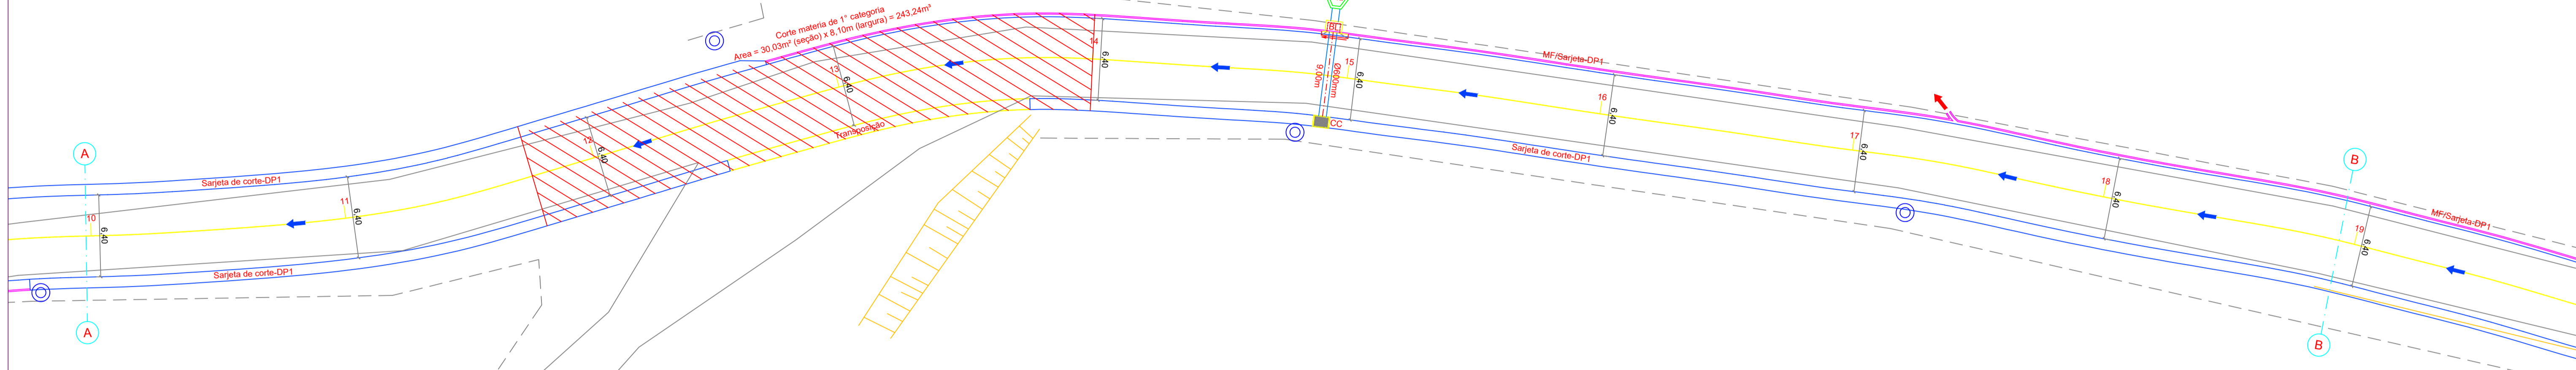 Corte materia de 1° categoria
Area = 30,03m² (seção) x 8,10m (largura) = 243,24m³
A
A
10
6,40
Sarjeta de corte-DP1
Sarjeta de corte-DP1
11
6,40
12
6,40
13
6,40
Transposição
14
6,40
BL
9,00m
Ø600mm
CC
15
6,40
MF/Sarjeta-DP1
Sarjeta de corte-DP1
16
6,40
17
6,40
18
6,40
B
B
19
6,40
MF/Sarjeta-DP1